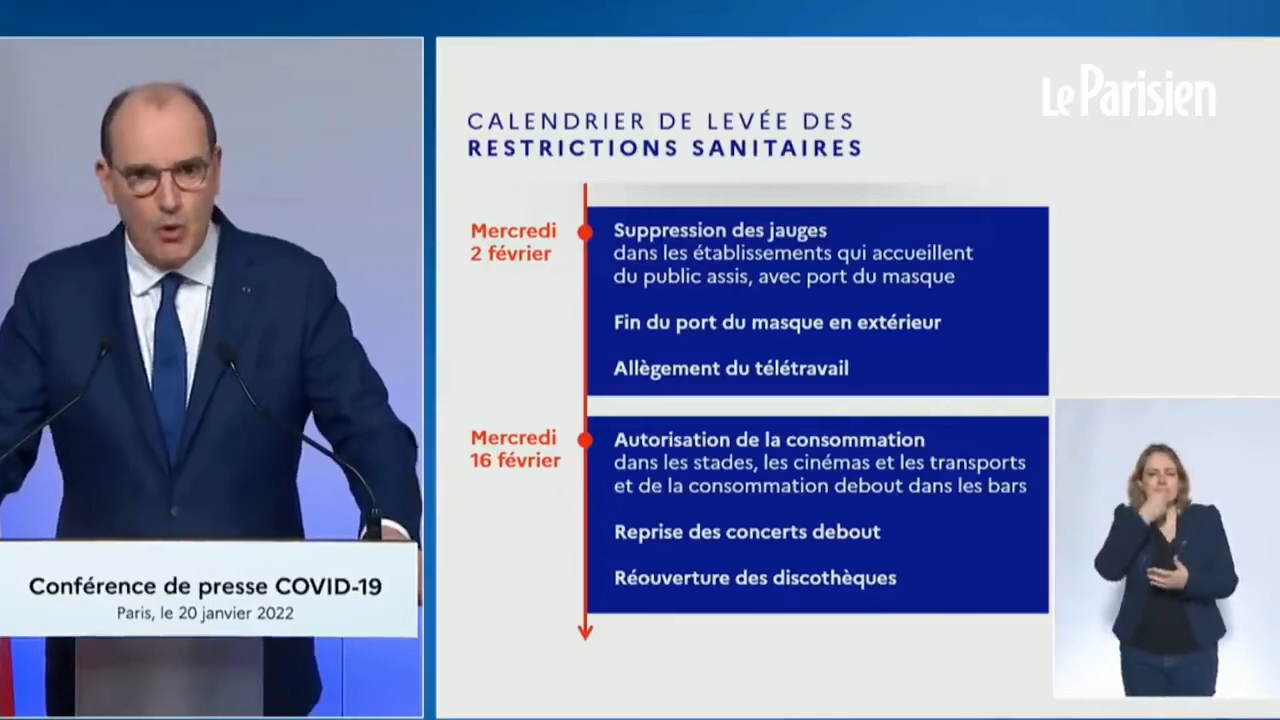 Le Parisien
CALENDRIER DE LEVÉE DES
RESTRICTIONS SANITAIRES
Mercredi
2 février
Suppression des jauges
dans les établissements qui accueillent
du public assis, avec port du masque
Fin du port du masque en extérieur
Allègement du télétravail
Mercredi
16 février
Autorisation de la consommation
dans les stades, les cinémas et les transports
et de la consommation debout dans les bars
Reprise des concerts debout
Réouverture des discothèques
Conférence de presse COVID-19
Paris, le 20 janvier 2022